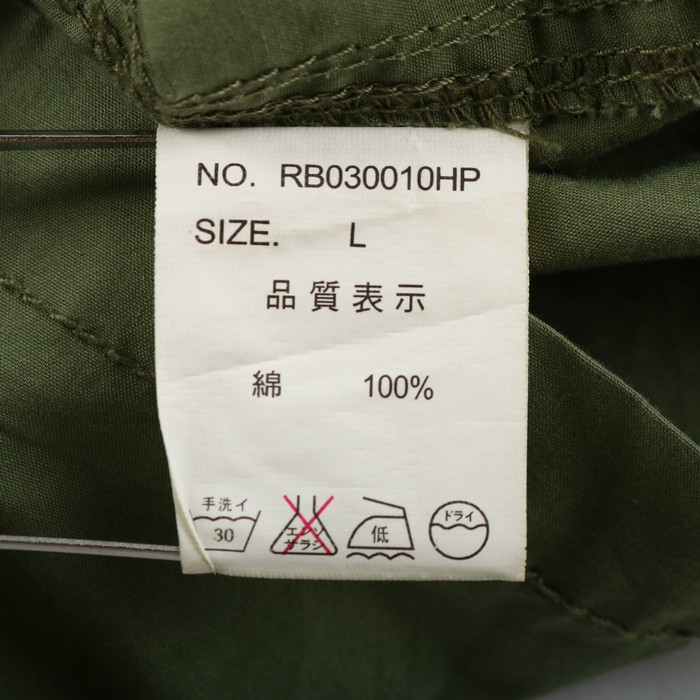 NO. RB030010HP
SIZE. L
品質表示
綿 100%
手洗イ
30
エンソ
サラシ
低
ドライ